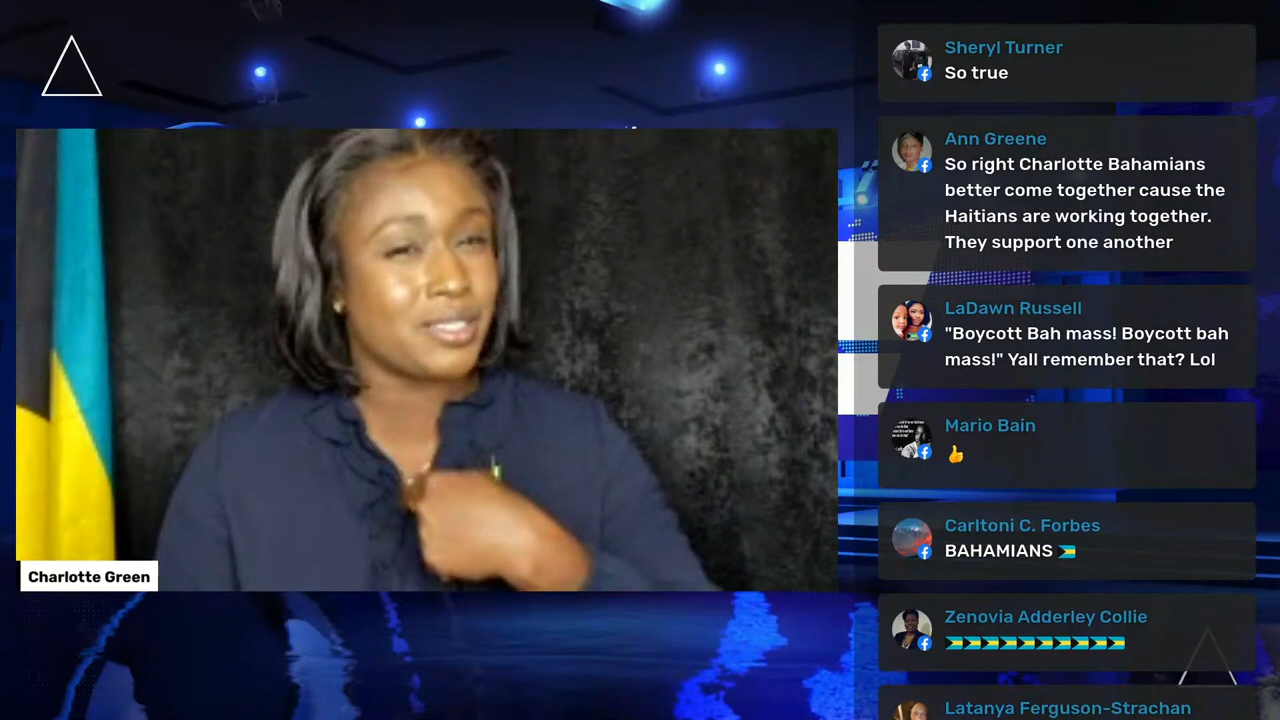 Sheryl Turner
So true
Ann Greene
So right Charlotte Bahamians
better come together cause the
Haitians are working together.
They support one another
LaDawn Russell
"Boycott Bah mass! Boycott bah
mass!" Yall remember that? Lol
Mario Bain
👍
Carltoni C. Forbes
BAHAMIANS 🇧🇸
Zenovia Adderley Collie
🇧🇸🇧🇸🇧🇸🇧🇸🇧🇸🇧🇸🇧🇸🇧🇸🇧🇸🇧🇸
Latanya Ferguson-Strachan
Charlotte Green